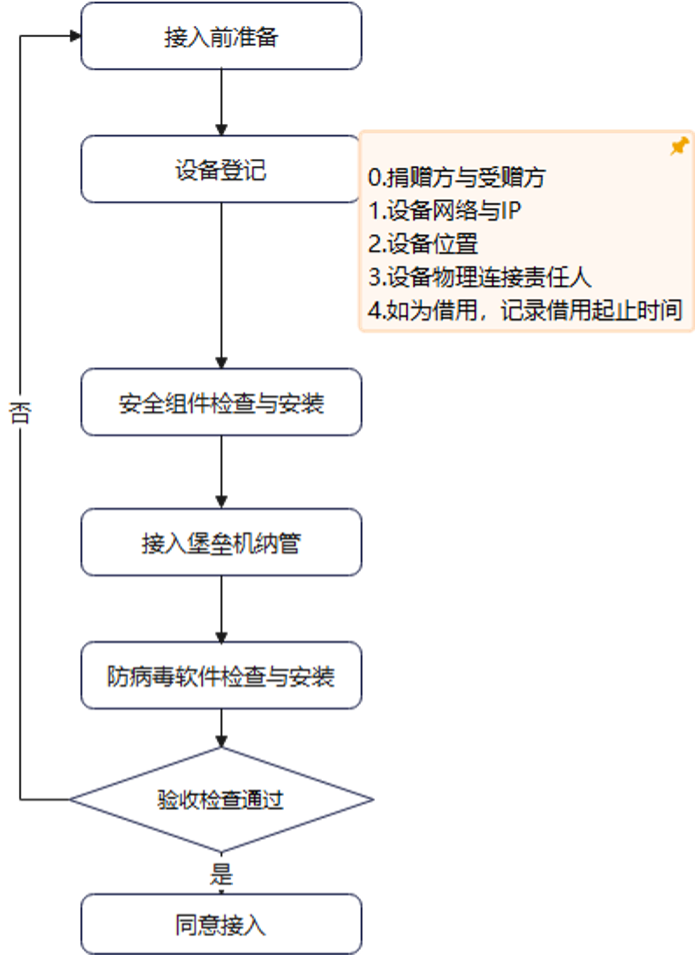 接入前准备
设备登记
0.捐赠方与受赠方
1.设备网络与IP
2.设备位置
3.设备物理连接责任人
4.如为借用，记录借用起止时间
安全组件检查与安装
否
接入堡垒机纳管
防病毒软件检查与安装
验收检查通过
是
同意接入